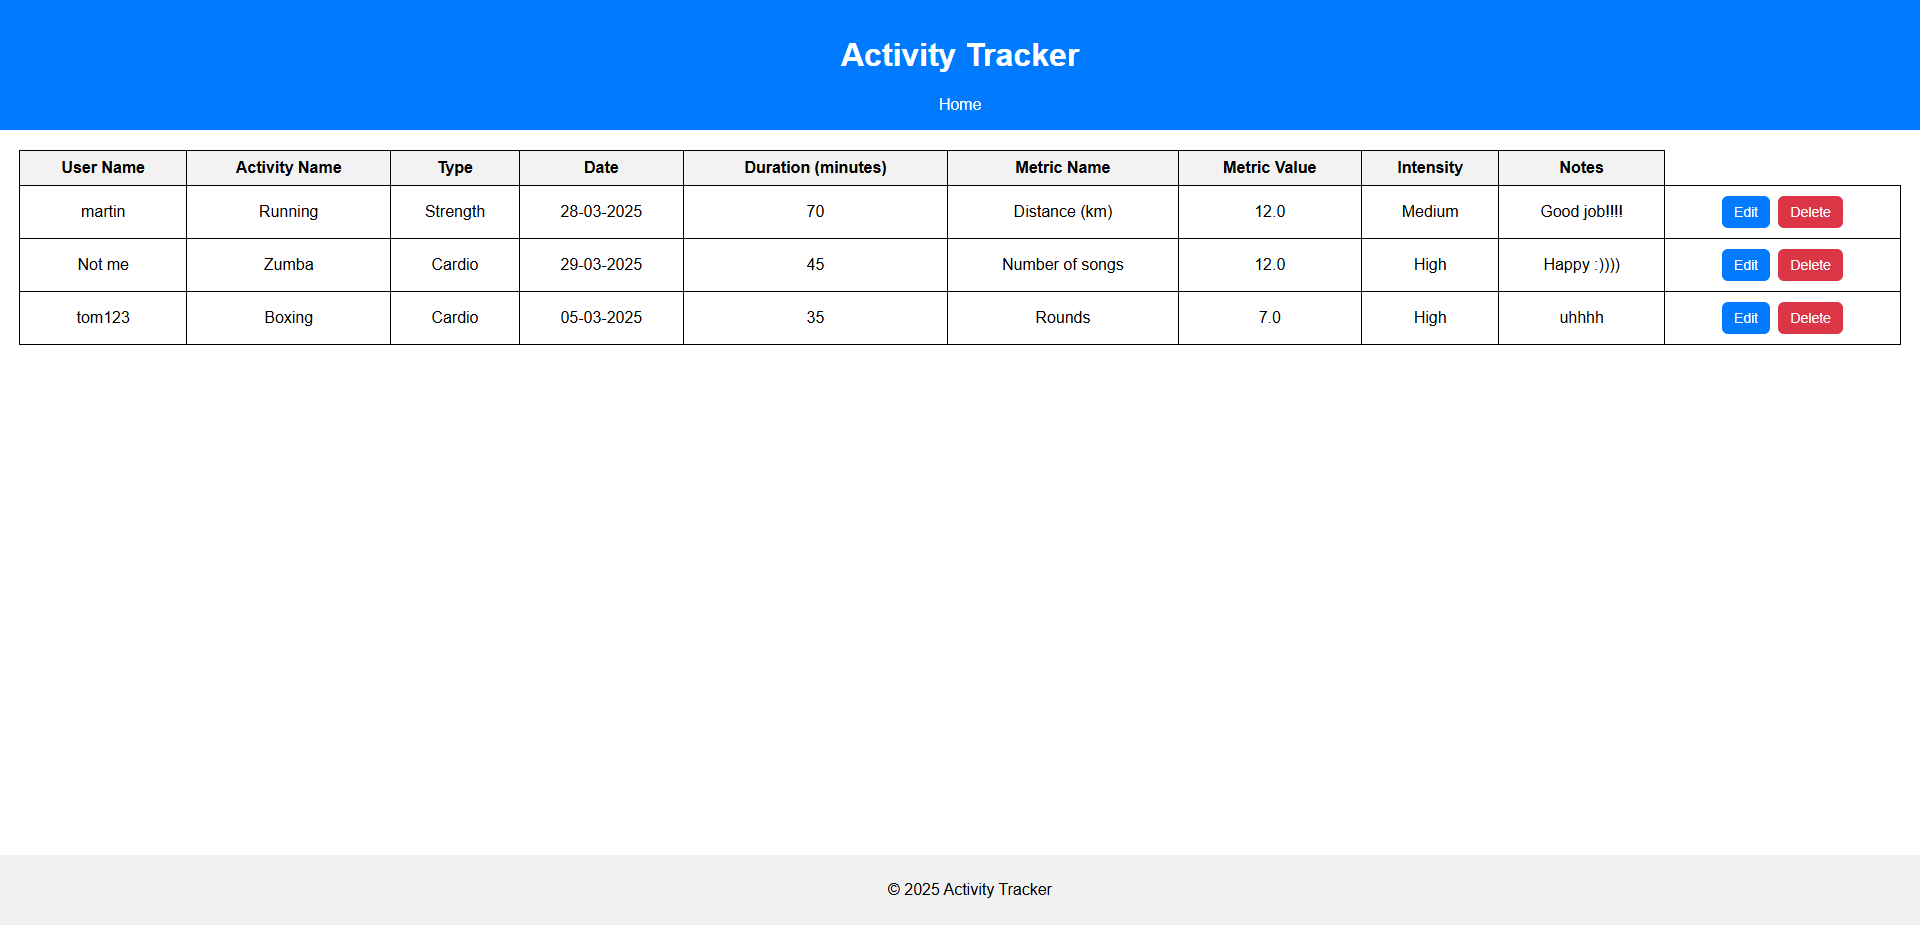 Activity Tracker
Home
User Name Activity Name Type Date Duration (minutes) Metric Name Metric Value Intensity Notes
martin Running Strength 28-03-2025 70 Distance (km) 12.0 Medium Good job!!!! Edit Delete
Not me Zumba Cardio 29-03-2025 45 Number of songs 12.0 High Happy :)))) Edit Delete
tom123 Boxing Cardio 05-03-2025 35 Rounds 7.0 High uhhhh Edit Delete
© 2025 Activity Tracker